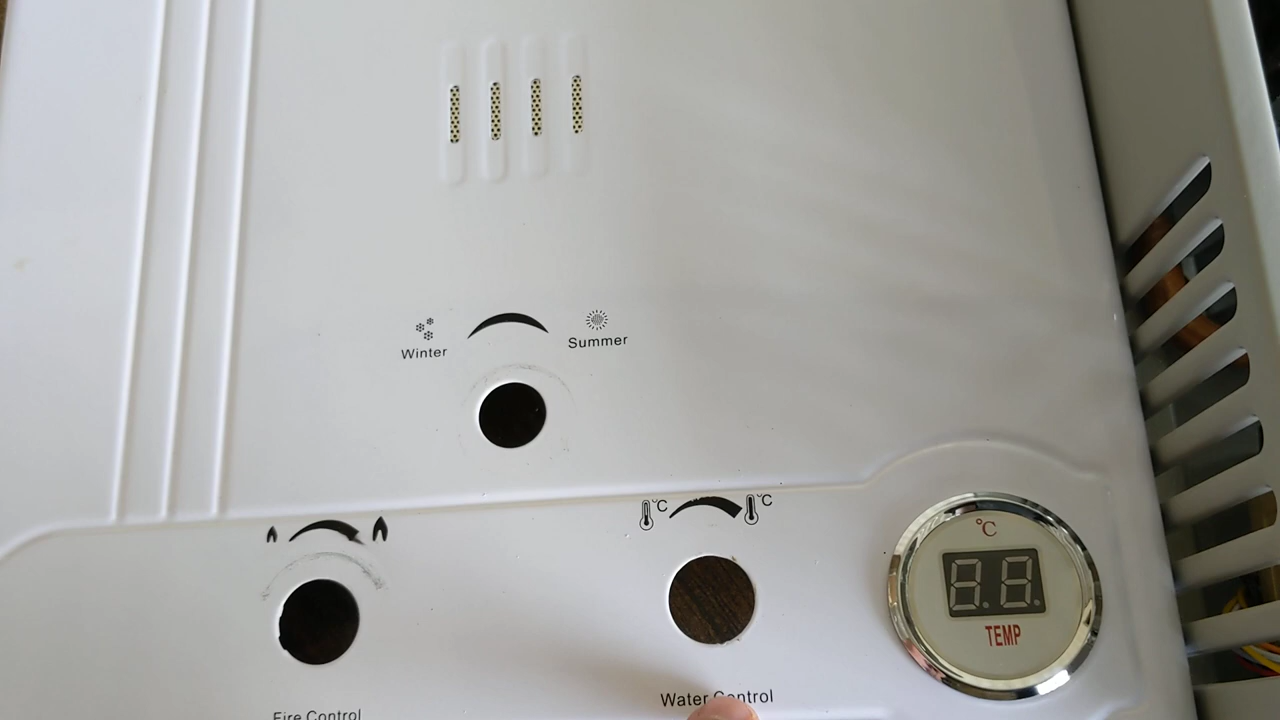 Winter
Summer
°C
°C
°C
8.8.
TEMP
Water Control
Fire Control